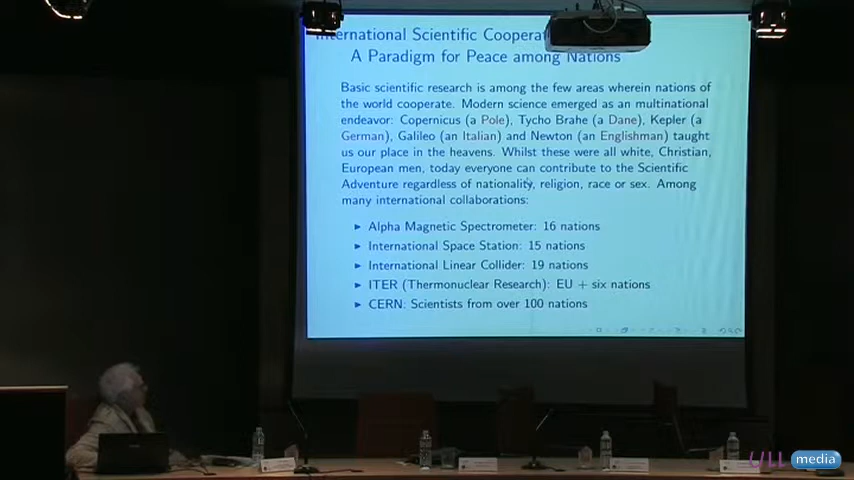 International Scientific Cooperat
A Paradigm for Peace among Nations
Basic scientific research is among the few areas wherein nations of
the world cooperate. Modern science emerged as an multinational
endeavor: Copernicus (a Pole), Tycho Brahe (a Dane), Kepler (a
German), Galileo (an Italian) and Newton (an Englishman) taught
us our place in the heavens. Whilst these were all white, Christian,
European men, today everyone can contribute to the Scientific
Adventure regardless of nationality, religion, race or sex. Among
many international collaborations:
Alpha Magnetic Spectrometer: 16 nations
International Space Station: 15 nations
International Linear Collider: 19 nations
ITER (Thermonuclear Research): EU + six nations
CERN: Scientists from over 100 nations
ULL media